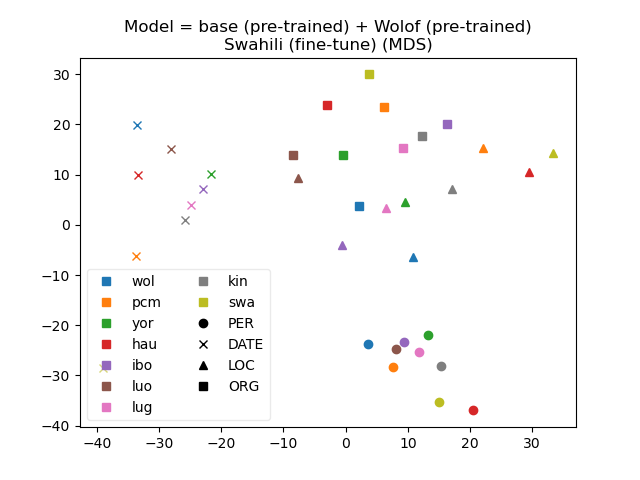 Model = base (pre-trained) + Wolof (pre-trained)
Swahili (fine-tune) (MDS)
30
20
10
0
−10
−20
−30
−40
wol
pcm
yor
hau
ibo
luo
lug
kin
swa
PER
DATE
LOC
ORG
−40 −30 −20 −10 0 10 20 30